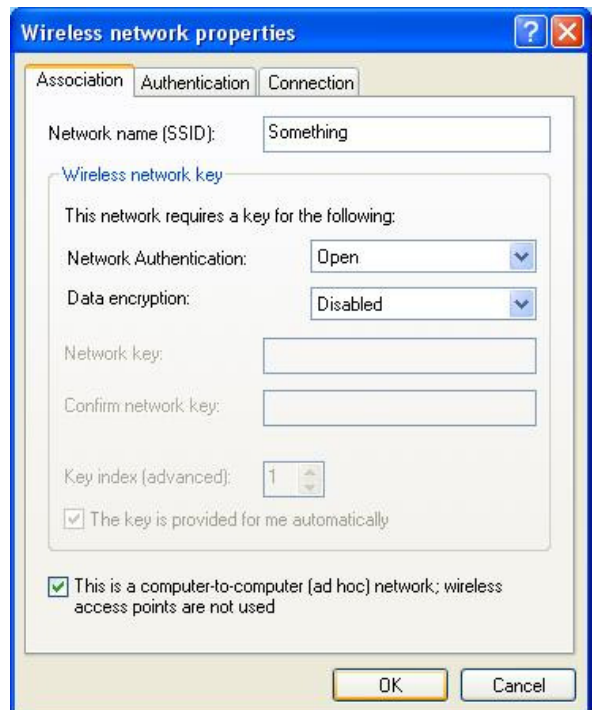 Wireless network properties
Association Authentication Connection
Network name (SSID): Something
Wireless network key
This network requires a key for the following:
Network Authentication: Open
Data encryption: Disabled
Network key:
Confirm network key:
Key index (advanced): 1
The key is provided for me automatically
This is a computer-to-computer (ad hoc) network; wireless
access points are not used
OK Cancel